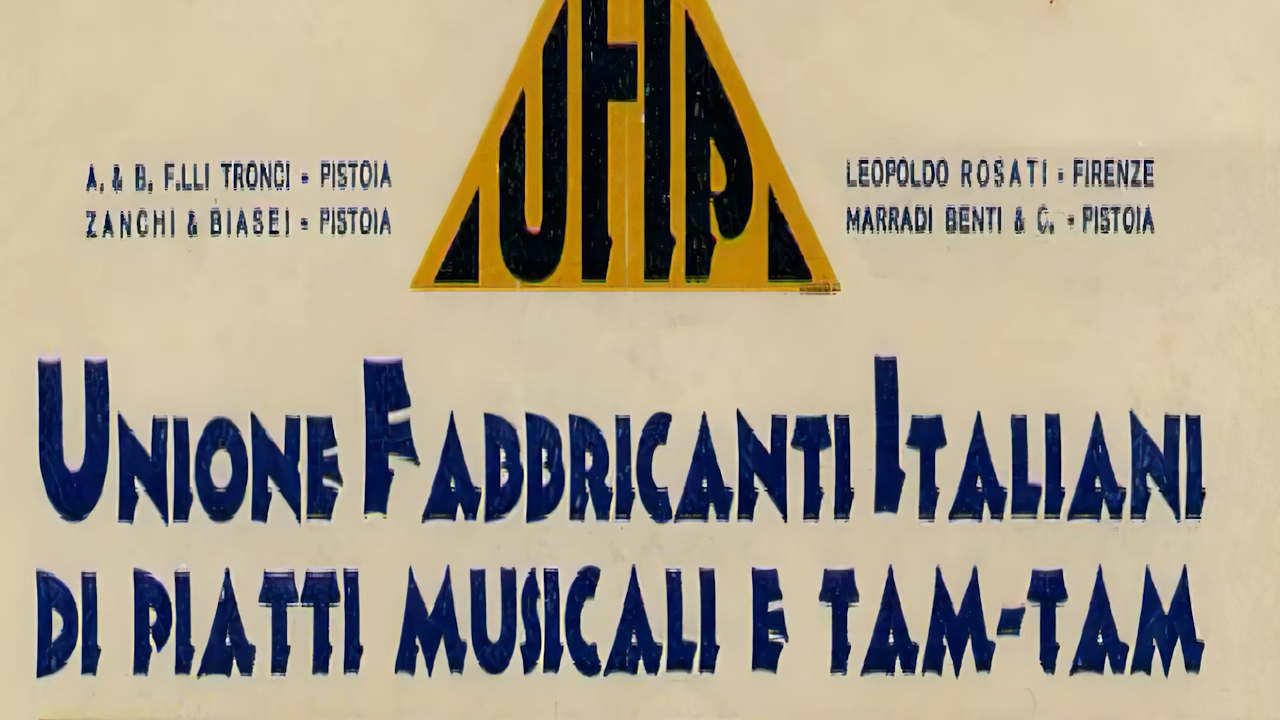 UFIP
A. & B. F.LLI TRONCI - PISTOIA
ZANCHI & BIASEI - PISTOIA
LEOPOLDO ROSATI - FIRENZE
MARRADI BENTI & C. - PISTOIA
UNIONE FABBRICANTI ITALIANI
DI PIATTI MUSICALI E TAM-TAM